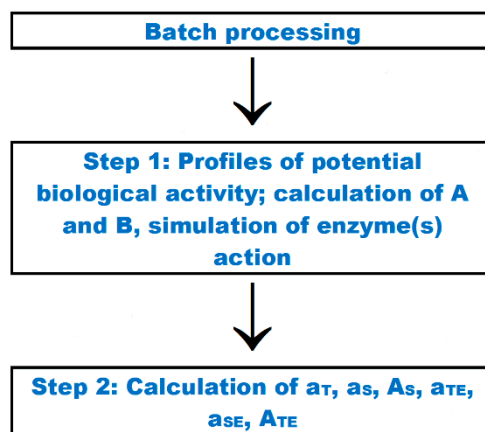 Batch processing
Step 1: Profiles of potential
biological activity; calculation of A
and B, simulation of enzyme(s)
action
Step 2: Calculation of aT, aS, AS, aTE,
aSE, ATE